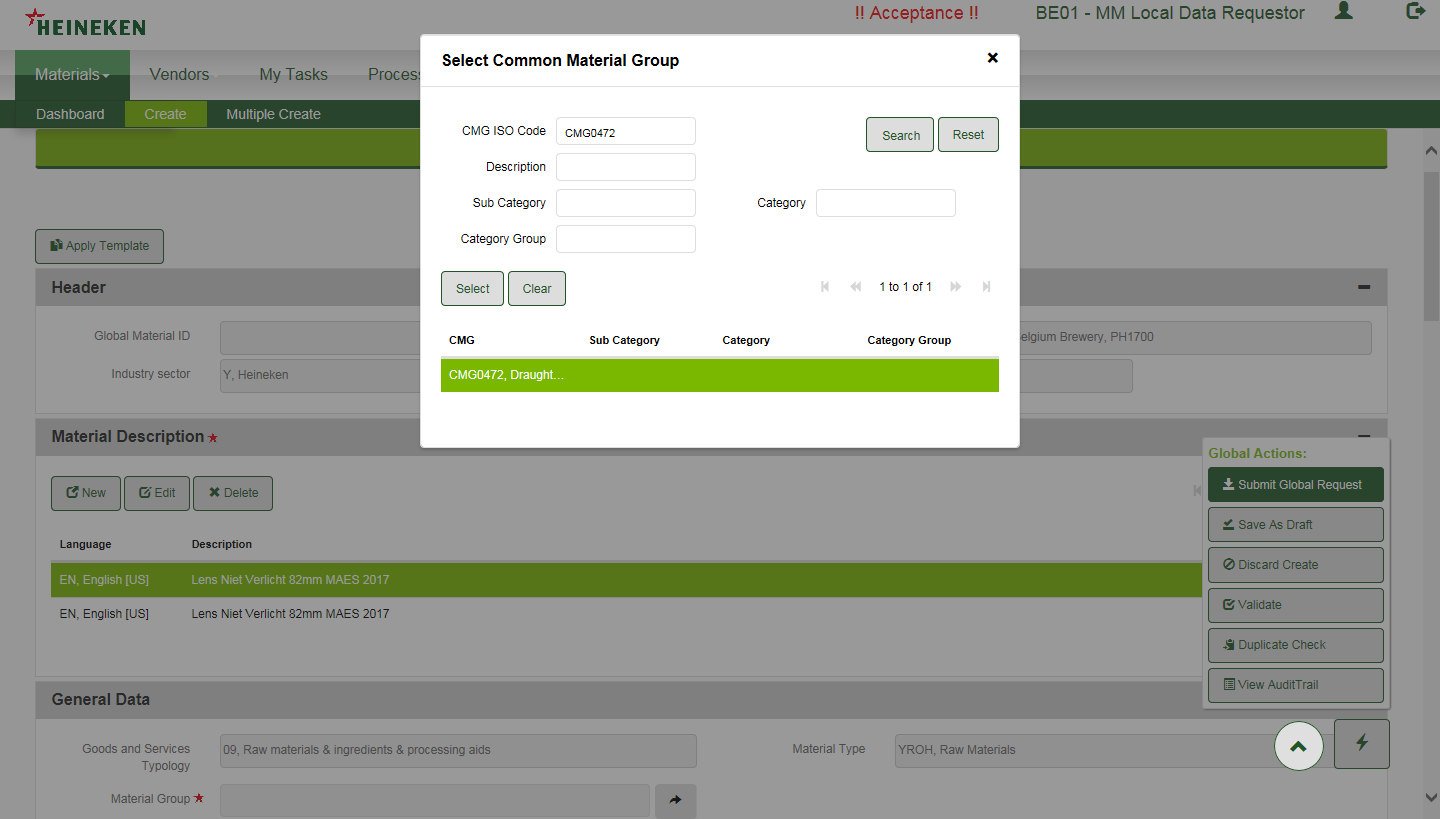 HEINEKEN
!! Acceptance !!
BE01 - MM Local Data Requestor
Materials
Vendors
My Tasks
Dashboard
Create
Multiple Create
Select Common Material Group
CMG ISO Code
CMG0472
Search
Reset
Description
Sub Category
Category
Category Group
Select
Clear
1 to 1 of 1
CMG
Sub Category
Category
Category Group
CMG0472, Draught...
Apply Template
Header
Global Material ID
Brewery, PH1700
Industry sector
Y, Heineken
Material Description
New
Edit
Delete
Language
Description
EN, English [US]
Lens Niet Verlicht 82mm MAES 2017
EN, English [US]
Lens Niet Verlicht 82mm MAES 2017
Global Actions:
Submit Global Request
Save As Draft
Discard Create
Validate
Duplicate Check
View AuditTrail
General Data
Goods and Services
Typology
09, Raw materials & ingredients & processing aids
Material Type
YROH, Raw Materials
Material Group